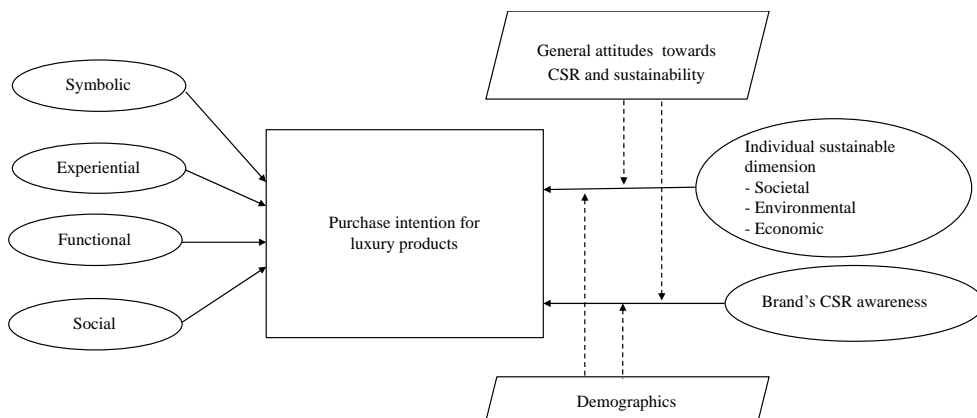 Symbolic
Experiential
Functional
Social
Purchase intention for
luxury products
General attitudes towards
CSR and sustainability
Individual sustainable
dimension
- Societal
- Environmental
- Economic
Brand's CSR awareness
Demographics